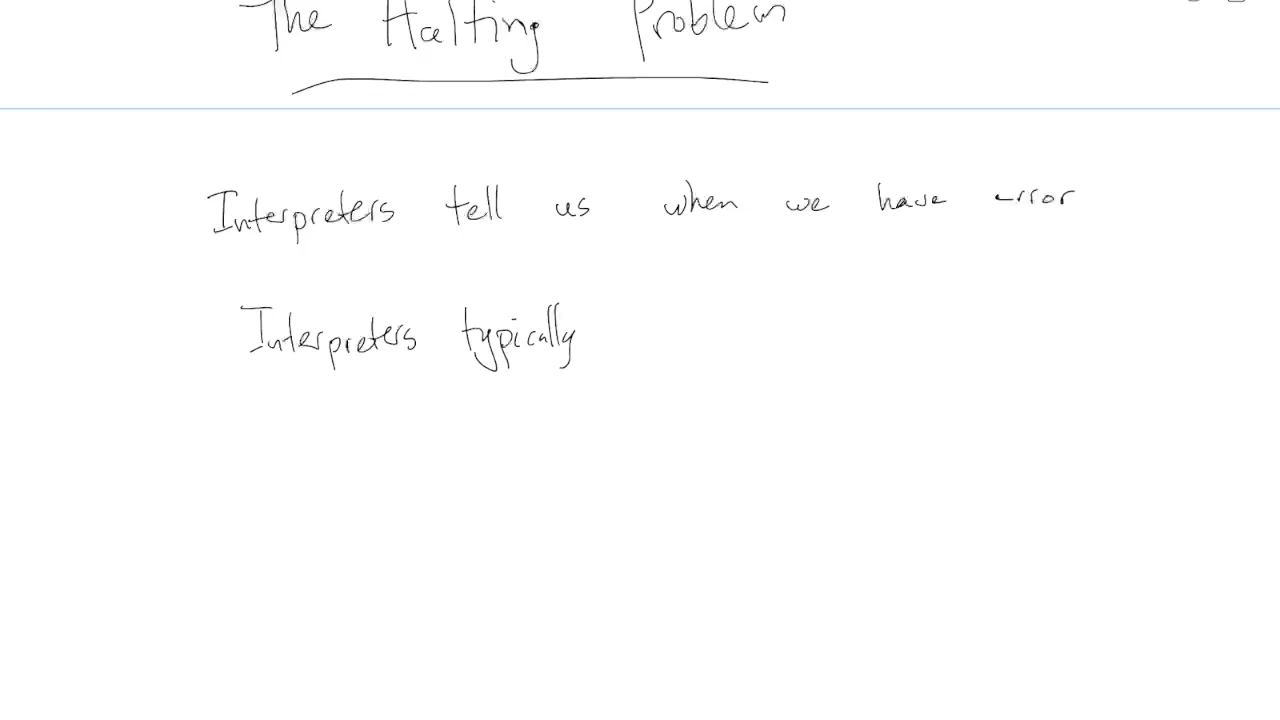 The Halting Problem
Interpreters tell us when we have error
Interpreters typically